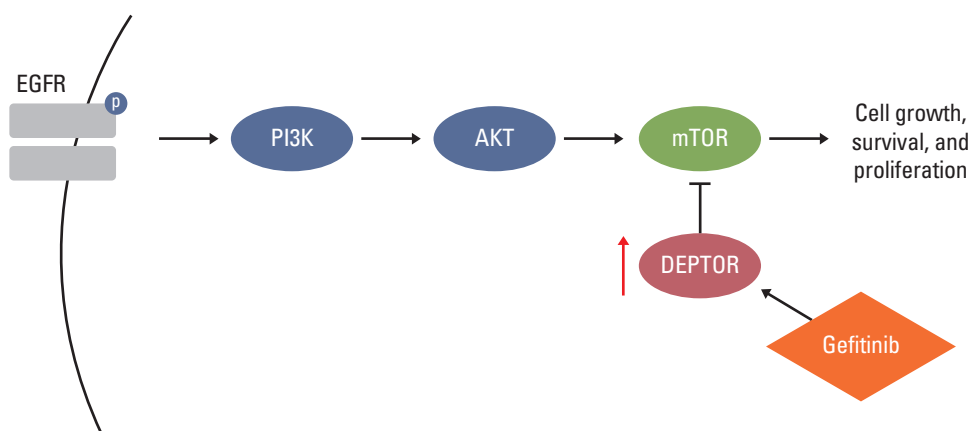 EGFR
p
PI3K
AKT
mTOR
Cell growth,
survival, and
proliferation
DEPTOR
Gefitinib